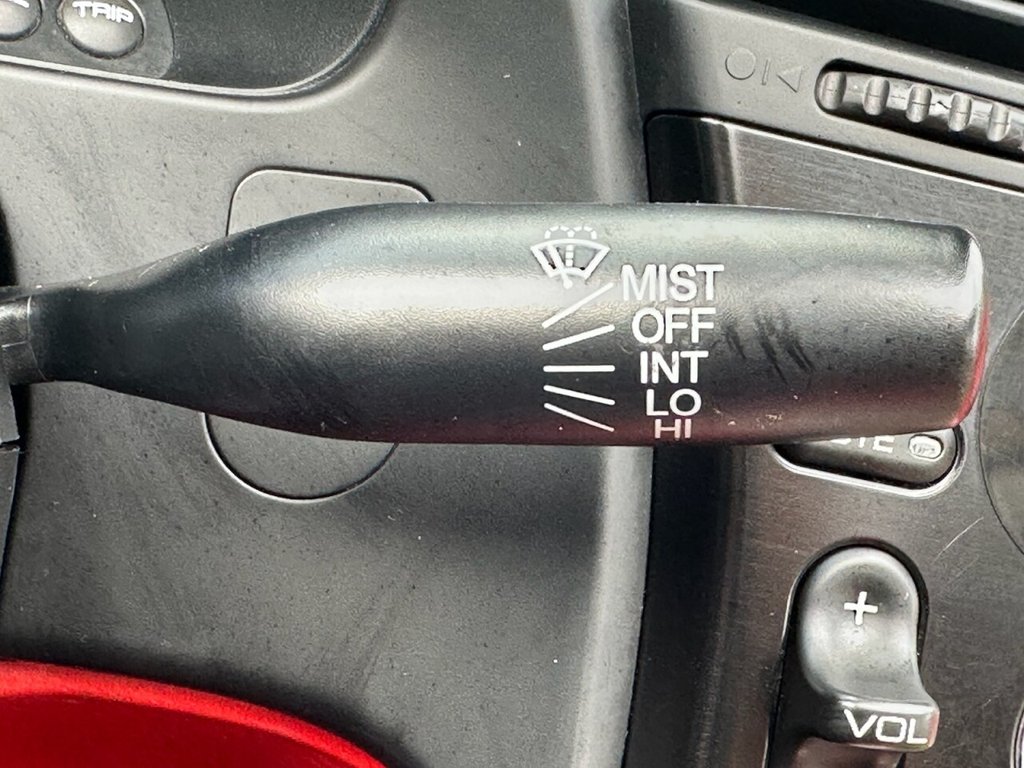 TRIP
MIST
OFF
INT
LO
HI
+
VOL